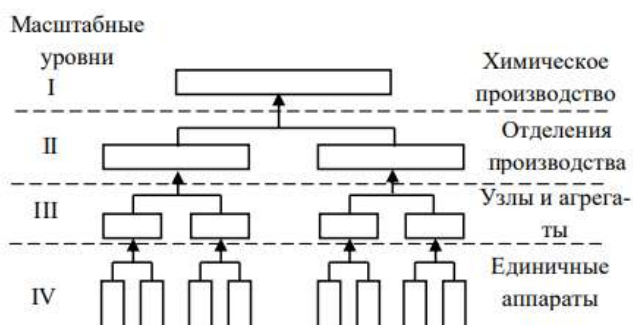 Масштабные
уровни
I
Химическое
производство
II
Отделения
производства
III
Узлы и агрега-
ты
IV
Единичные
аппараты